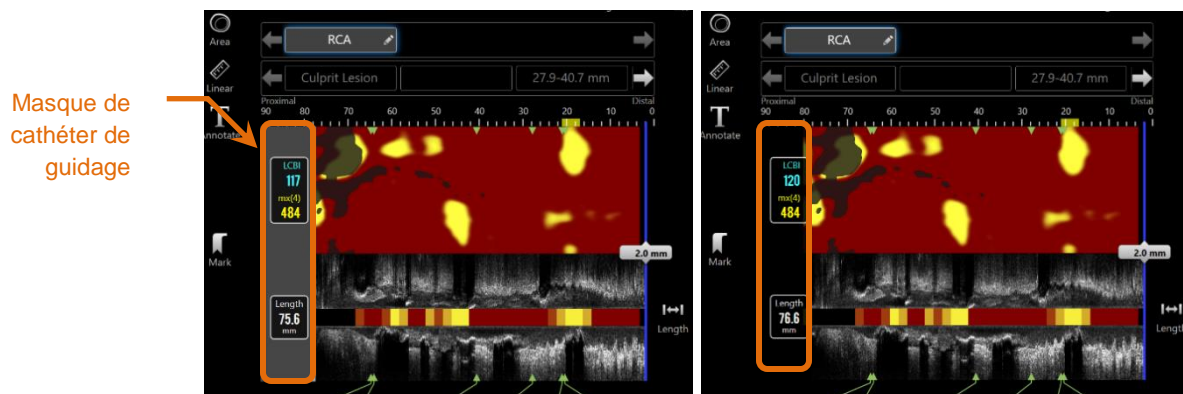 Masque de
cathéter de
guidage
Area
RCA
Linear
Culprit Lesion
27.9-40.7 mm
Proximal
Distal
90 80 70 60 50 40 30 20 10 0
T
Annotate
LCBI
117
mx(4)
484
Mark
2.0 mm
Length
75.6
mm
Length
Area
RCA
Linear
Culprit Lesion
27.9-40.7 mm
Proximal
Distal
90 80 70 60 50 40 30 20 10 0
T
Annotate
LCBI
120
mx(4)
484
Mark
2.0 mm
Length
76.6
mm
Lengt